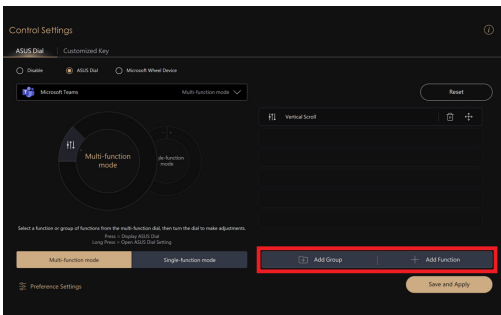 Control Settings
ASUS Dial
Customized Key
Disable
ASUS Dial
Microsoft Wheel Device
Microsoft Teams
Multi-function mode
Reset
Vertical Scroll
Multi-function
mode
mode
Select a function or group of functions from the multi-function dial, then turn the dial to make adjustments.
Press = Display ASUS Dial
Long Press = Open ASUS Dial Setting
Multi-function mode
Single-function mode
Add Group
Add Function
Preference Settings
Save and Apply